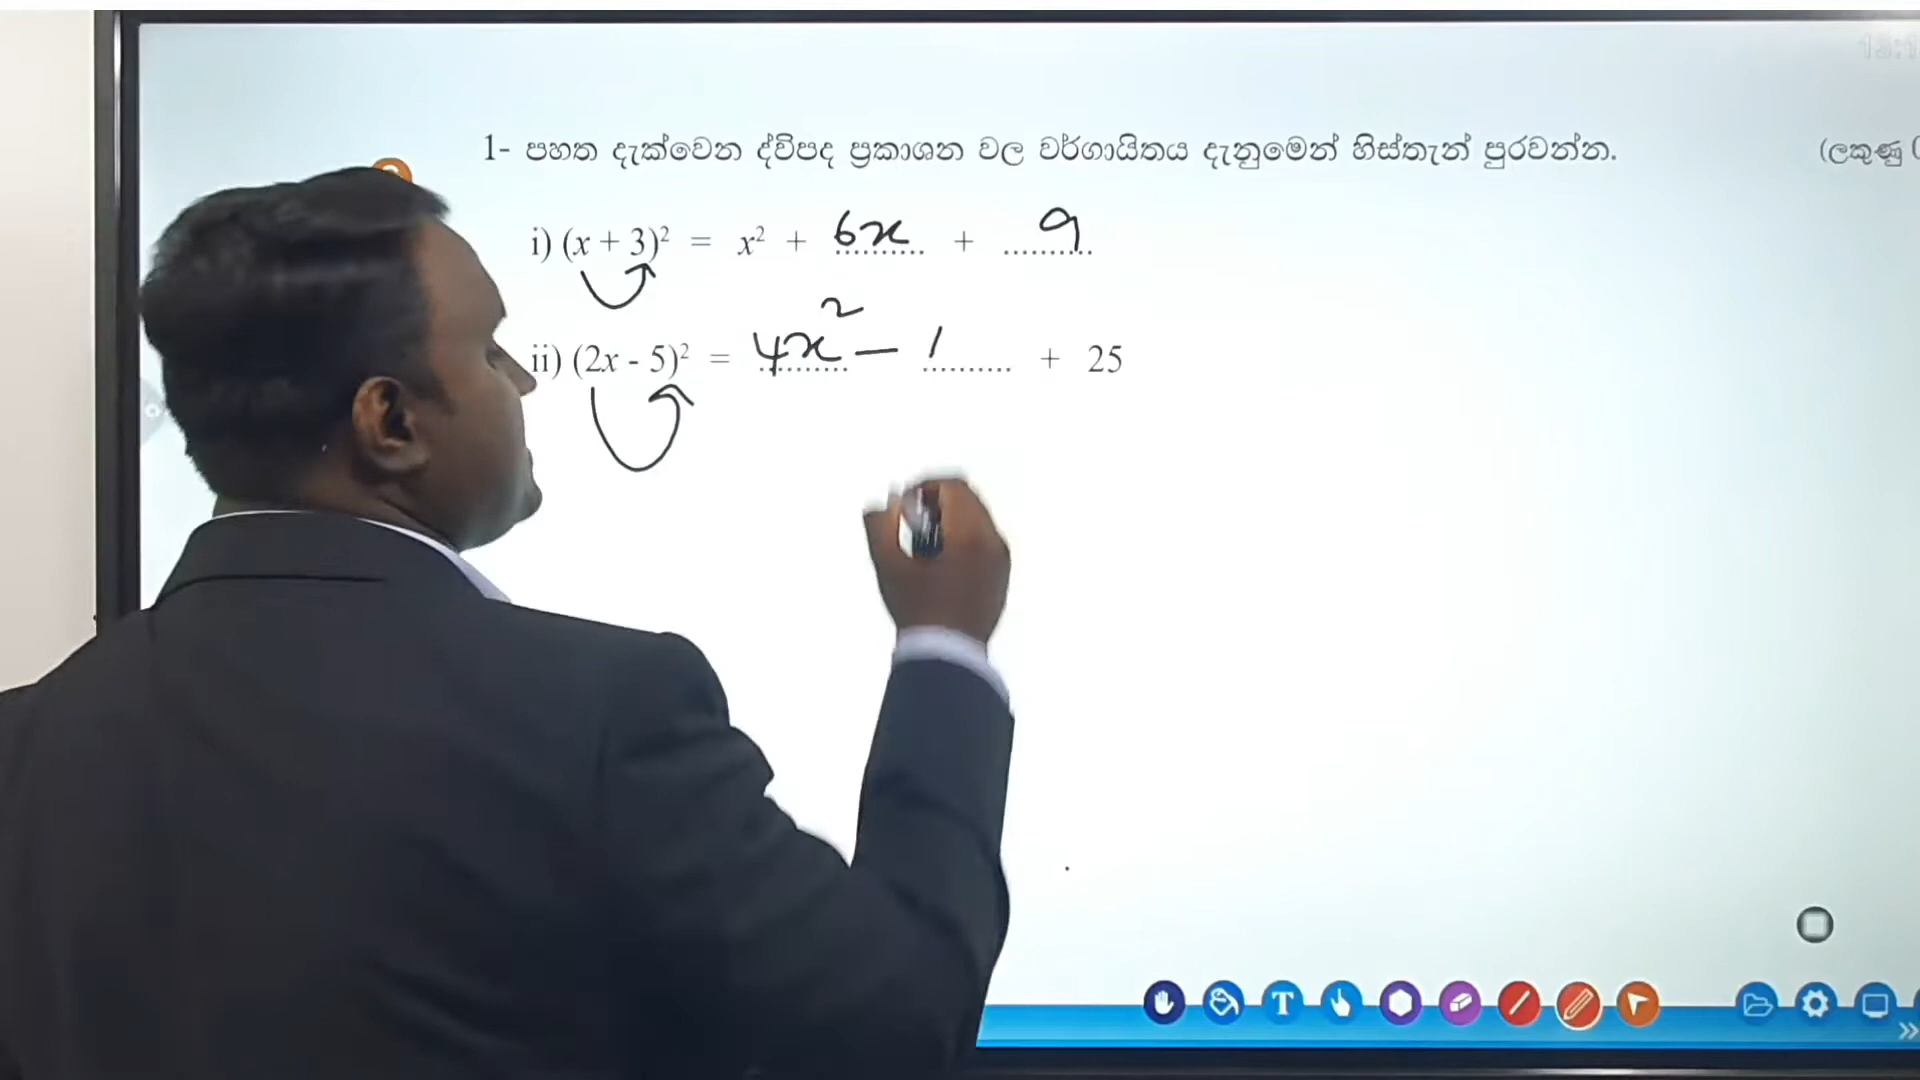 1- පහත දැක්වෙන ද්විපද ප්‍රකාශන වල වර්ගායිතය දැනුමෙන් හිස්තැන් පුරවන්න. (ලකුණු
i) (x + 3)² = x² + 6x + 9
ii) (2x - 5)² = 4x² - 1 .......... + 25
T